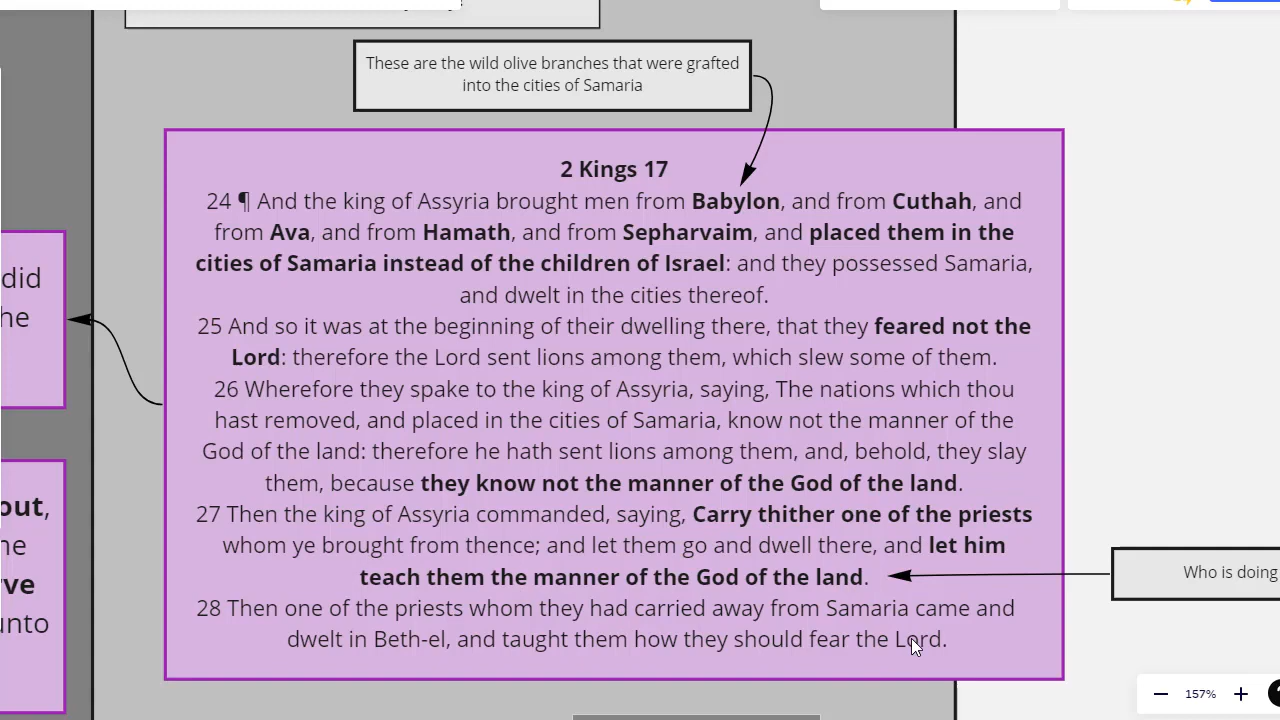 These are the wild olive branches that were grafted
into the cities of Samaria
2 Kings 17
24 ¶ And the king of Assyria brought men from Babylon, and from Cuthah, and
from Ava, and from Hamath, and from Sepharvaim, and placed them in the
cities of Samaria instead of the children of Israel: and they possessed Samaria,
and dwelt in the cities thereof.
25 And so it was at the beginning of their dwelling there, that they feared not the
Lord: therefore the Lord sent lions among them, which slew some of them.
26 Wherefore they spake to the king of Assyria, saying, The nations which thou
hast removed, and placed in the cities of Samaria, know not the manner of the
God of the land: therefore he hath sent lions among them, and, behold, they slay
them, because they know not the manner of the God of the land.
27 Then the king of Assyria commanded, saying, Carry thither one of the priests
whom ye brought from thence; and let them go and dwell there, and let him
teach them the manner of the God of the land.
28 Then one of the priests whom they had carried away from Samaria came and
dwelt in Beth-el, and taught them how they should fear the Lord.
did
he
out,
ne
ve
unto
Who is doing
157%